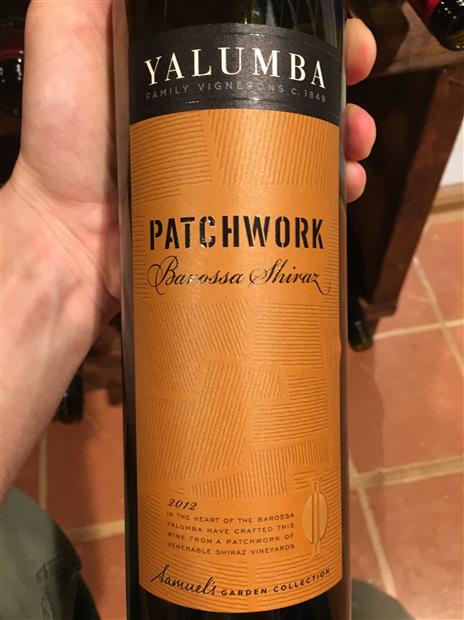 YALUMBA
FAMILY VIGNERONS C. 1849
PATCHWORK
Barossa Shiraz
2012
IN THE HEART OF THE BAROSSA
YALUMBA HAVE CRAFTED THIS
WINE FROM A PATCHWORK OF
VENERABLE SHIRAZ VINEYARDS
Samuel's GARDEN COLLECTION